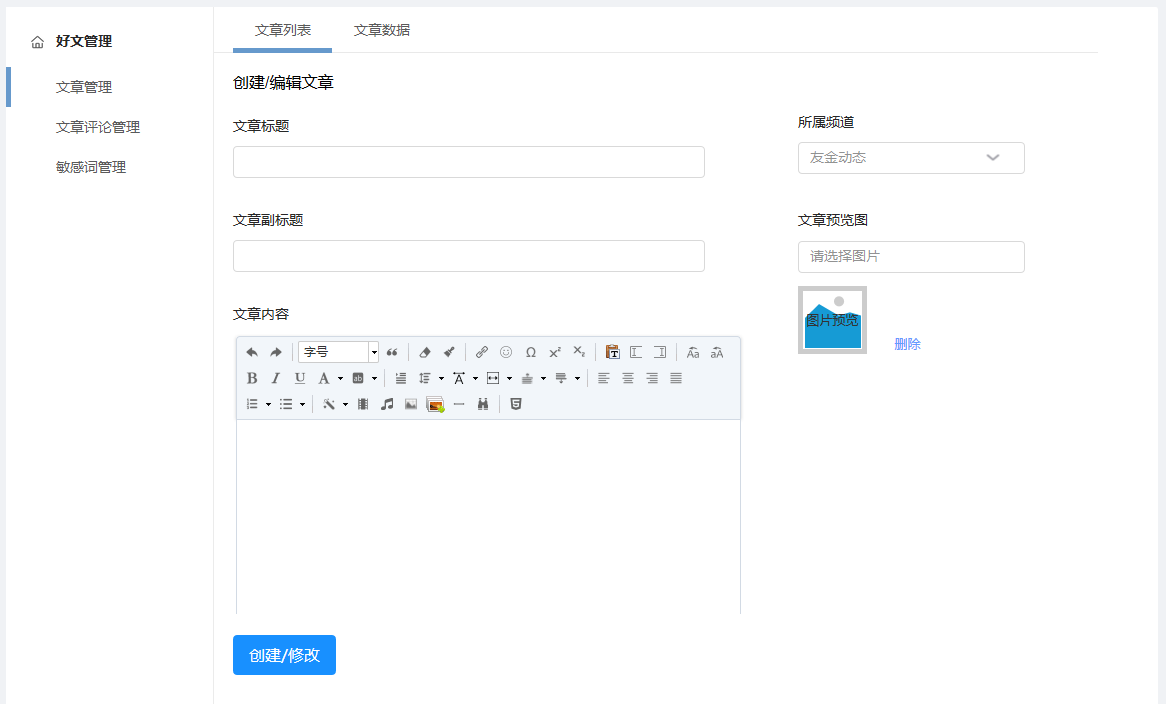 好文管理
文章管理
文章评论管理
敏感词管理
文章列表
文章数据
创建/编辑文章
文章标题
文章副标题
文章内容
字号
创建/修改
所属频道
友金动态
文章预览图
请选择图片
图片预览
删除